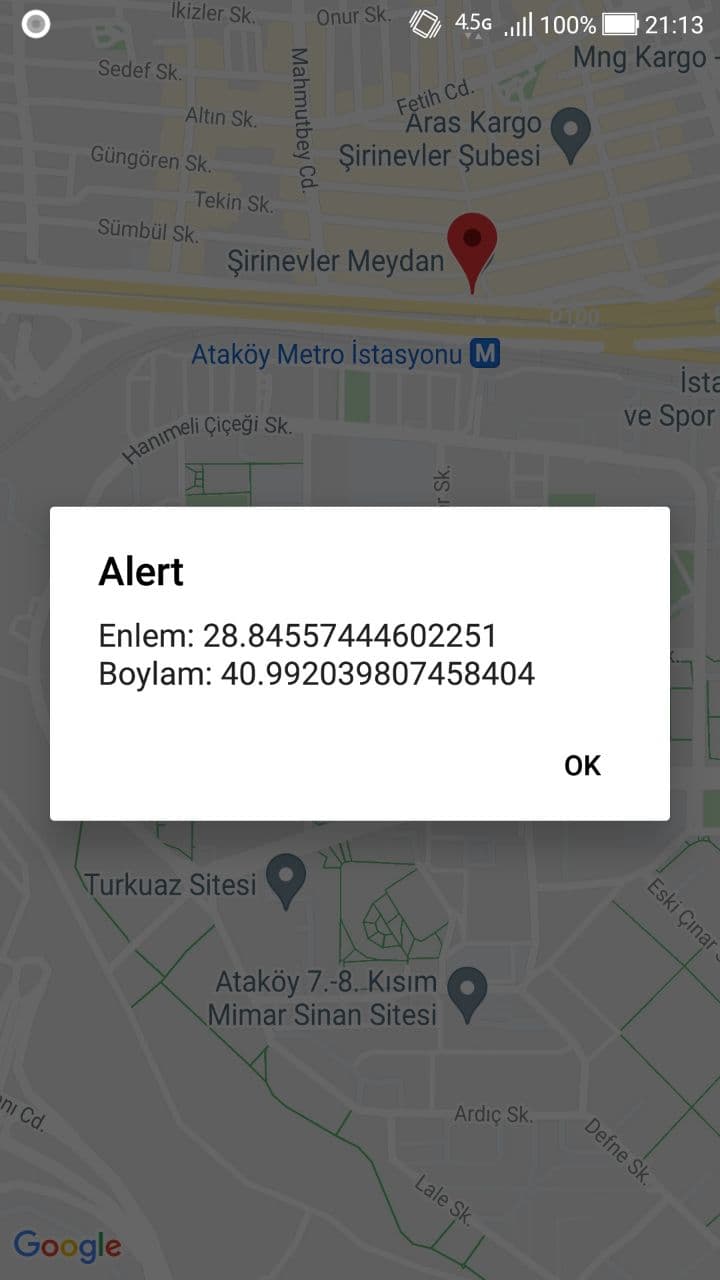 İkizler Sk.
Onur Sk.
4.5G
100%
21:13
Sedef Sk.
Mahmutbey Cd.
Mng Kargo -
Altın Sk.
Fetih Cd.
Aras Kargo
Şirinevler Şubesi
Güngören Sk.
Tekin Sk.
Sümbül Sk.
Şirinevler Meydan
D100
Ataköy Metro İstasyonu M
İsta
ve Spor
Hanımeli Çiçeği Sk.
r Sk.
Alert
Enlem: 28.84557444602251
Boylam: 40.992039807458404
OK
Turkuaz Sitesi
Eski Çınar
Ataköy 7.-8. Kısım
Mimar Sinan Sitesi
nı Cd.
Ardıç Sk.
Defne Sk.
Lale Sk.
Google